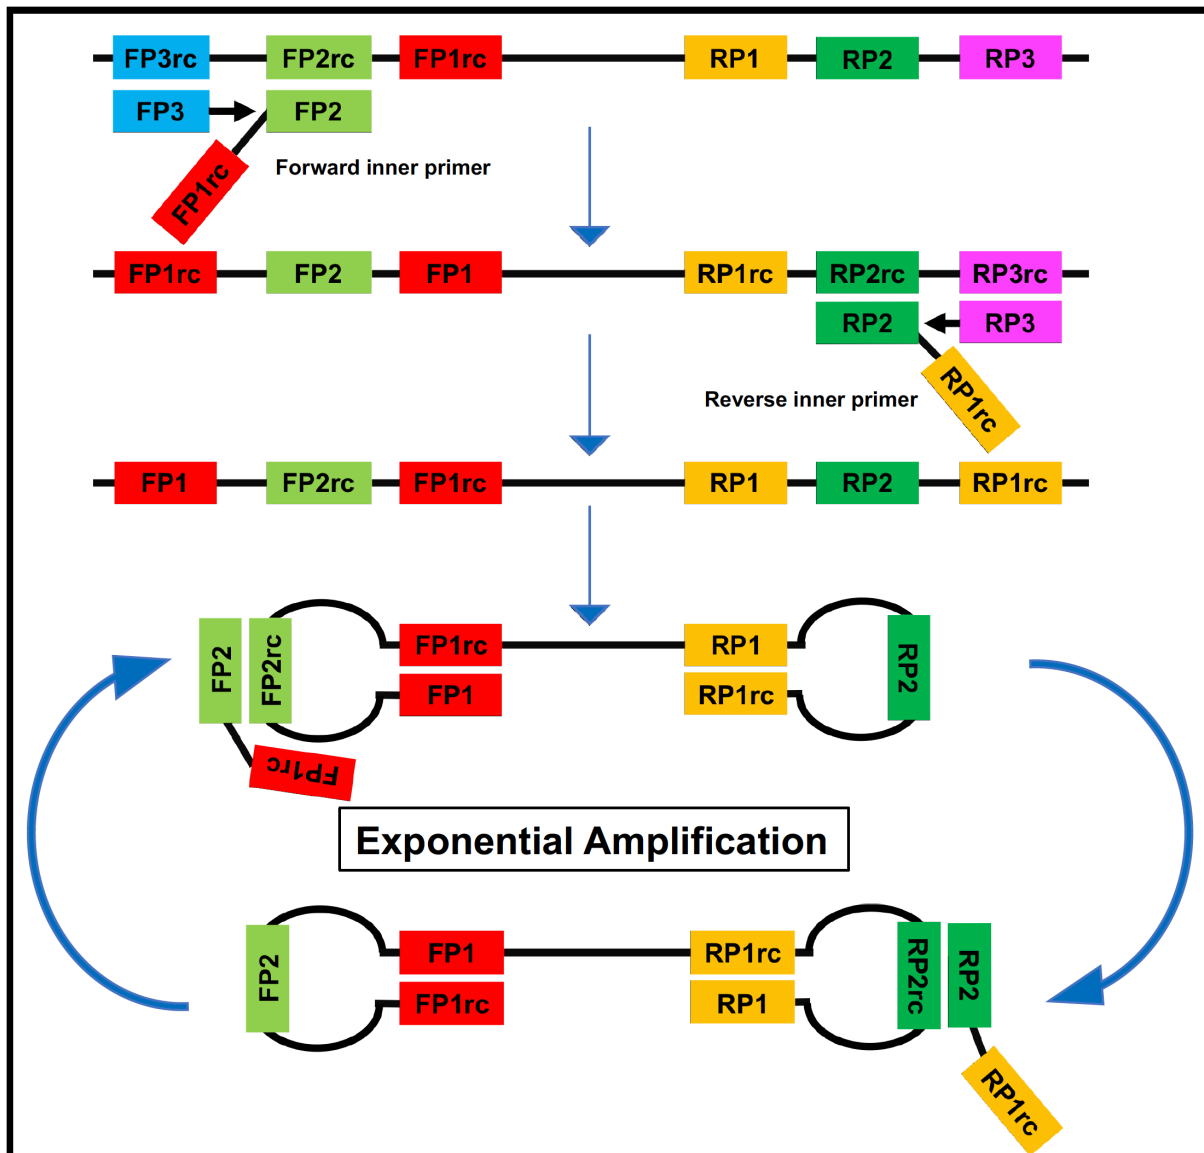 FP3rc FP2rc FP1rc RP1 RP2 RP3
FP3 FP2
FP1rc
Forward inner primer
FP1rc FP2 FP1 RP1rc RP2rc RP3rc
RP2 RP3
RP1rc
Reverse inner primer
FP1 FP2rc FP1rc RP1 RP2 RP1rc
FP2 FP2rc FP1rc RP1 RP2
FP1 RP1rc
FP1rc
Exponential Amplification
FP2 FP1 RP1rc RP2rc RP2
FP1rc RP1
RP1rc